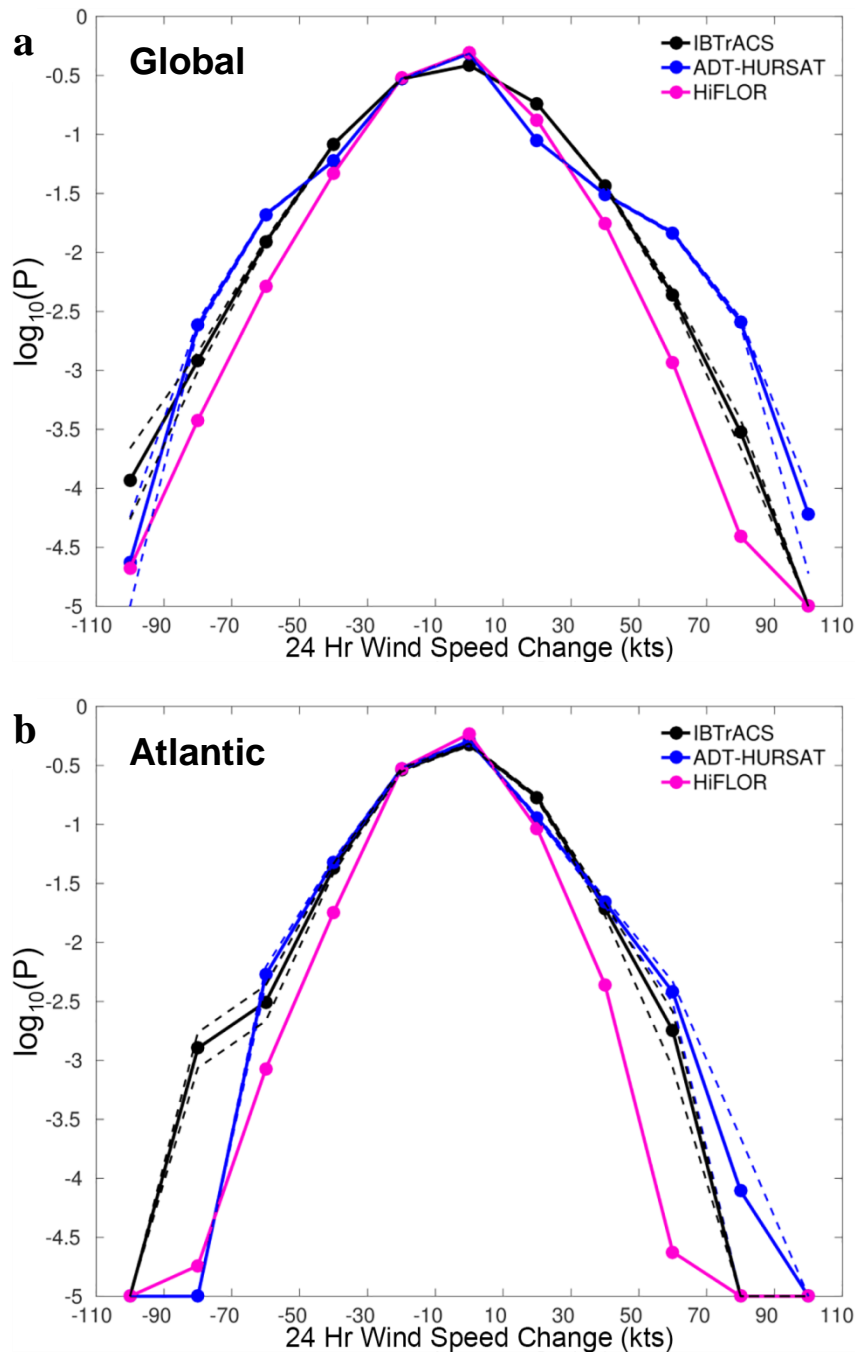 a
Global
IBTrACS
ADT-HURSAT
HiFLOR
0
-0.5
-1
-1.5
-2
-2.5
-3
-3.5
-4
-4.5
-5
log10(P)
-110 -90 -70 -50 -30 -10 10 30 50 70 90 110
24 Hr Wind Speed Change (kts)
b
Atlantic
IBTrACS
ADT-HURSAT
HiFLOR
0
-0.5
-1
-1.5
-2
-2.5
-3
-3.5
-4
-4.5
-5
log10(P)
-110 -90 -70 -50 -30 -10 10 30 50 70 90 110
24 Hr Wind Speed Change (kts)